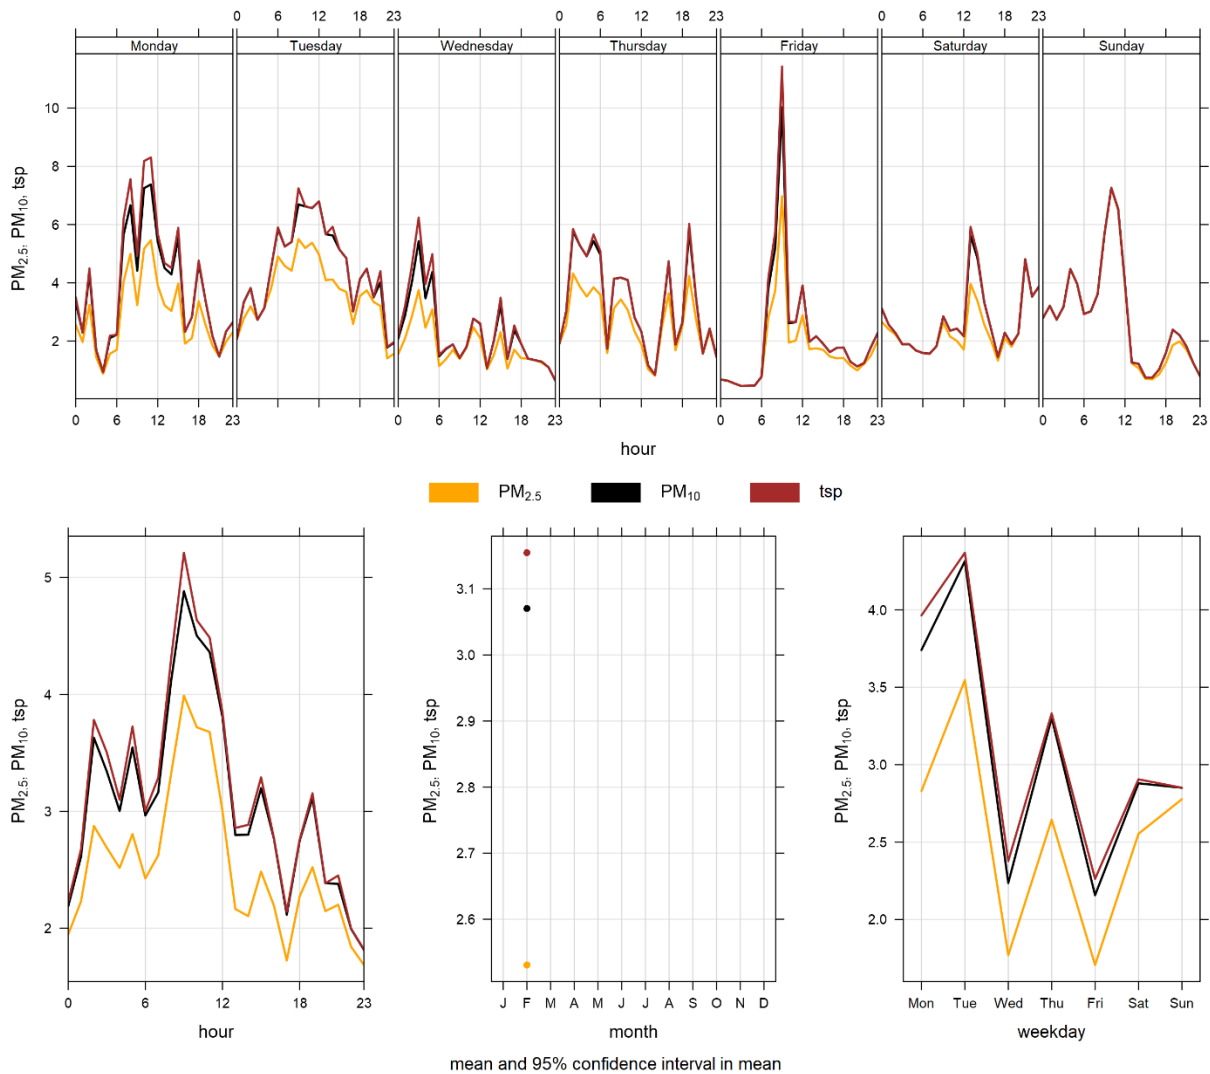 0 6 12 23 0 6 12 18 23 0 6 12 18 23
Monday Tuesday Wednesday Thursday Friday Saturday Sunday
PM2.5, PM10, tsp
10
8
6
4
2
0 6 12 18 23 0 6 12 18 23 0 6 12 18 23 0 6 12 18 23
hour
PM2.5 PM10 tsp
PM2.5, PM10, tsp
5
4
3
2
0 6 12 23
hour
PM2.5, PM10, tsp
3.1
3.0
2.9
2.8
2.7
2.6
J F M A M J J A S O N D
month
PM2.5, PM10, tsp
4.0
3.5
3.0
2.5
2.0
Mon Tue Wed Thu Fri Sat Sun
weekday
mean and 95% confidence interval in mean